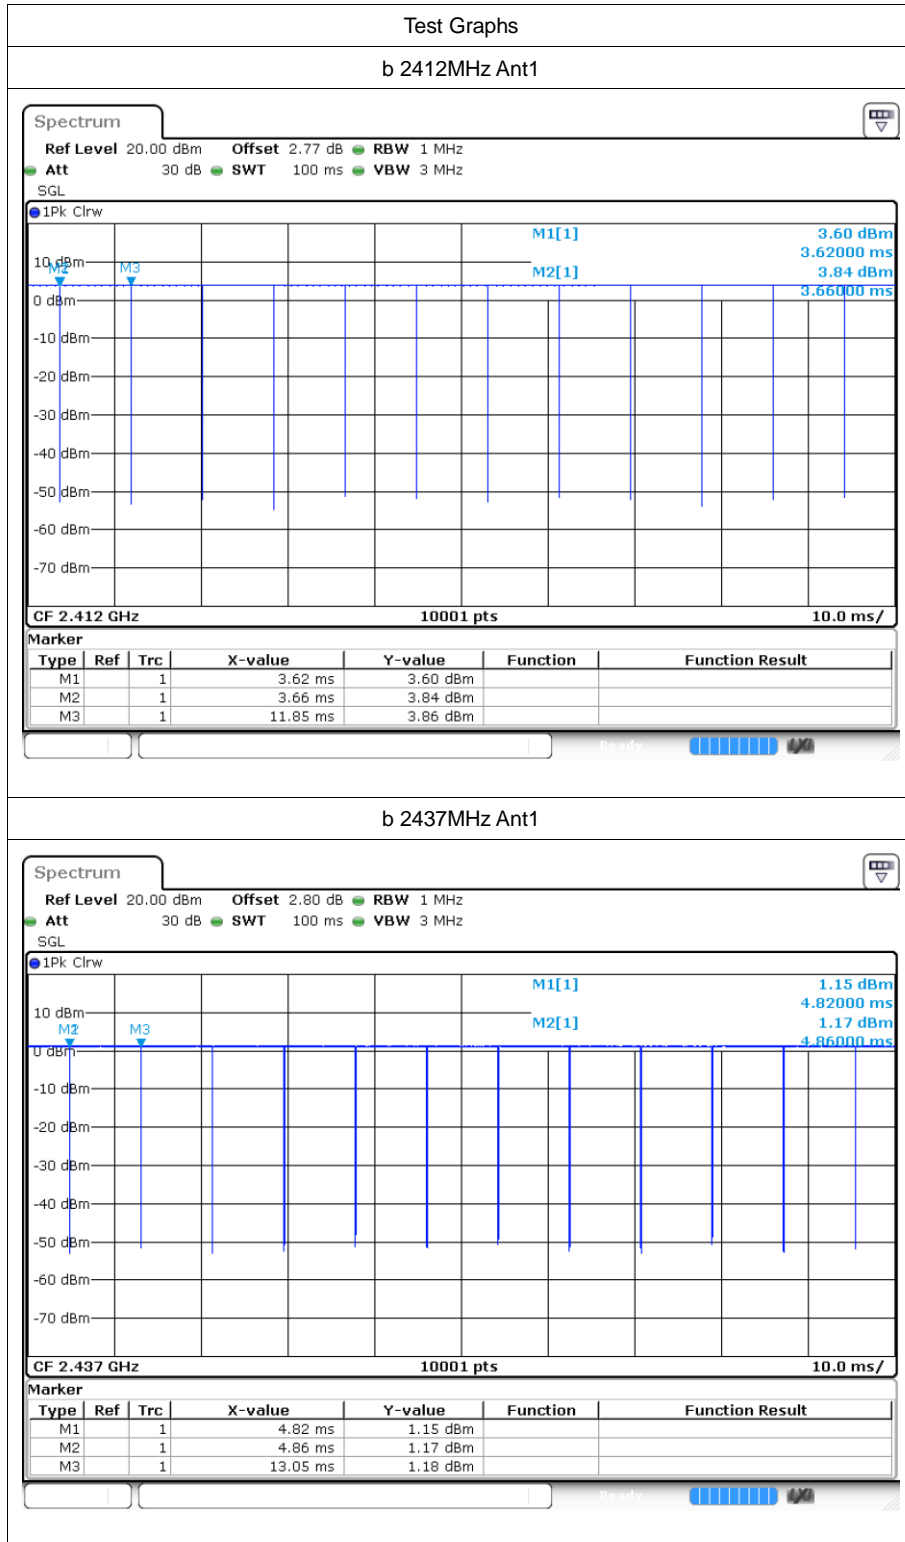 Test Graphs
b 2412MHz Ant1
Spectrum
Ref Level 20.00 dBm Offset 2.77 dB RBW 1 MHz
Att 30 dB SWT 100 ms VBW 3 MHz
SGL
1Pk Clrw
M1[1] 3.60 dBm
3.62000 ms
10 dBm
M3
M2[1] 3.84 dBm
3.66000 ms
0 dBm
-10 dBm
-20 dBm
-30 dBm
-40 dBm
-50 dBm
-60 dBm
-70 dBm
CF 2.412 GHz 10001 pts 10.0 ms/
Marker
Type Ref Trc X-value Y-value Function Function Result
M1 1 3.62 ms 3.60 dBm
M2 1 3.66 ms 3.84 dBm
M3 1 11.85 ms 3.86 dBm
Ready
b 2437MHz Ant1
Spectrum
Ref Level 20.00 dBm Offset 2.80 dB RBW 1 MHz
Att 30 dB SWT 100 ms VBW 3 MHz
SGL
1Pk Clrw
M1[1] 1.15 dBm
4.82000 ms
10 dBm
M2 M3
M2[1] 1.17 dBm
4.86000 ms
0 dBm
-10 dBm
-20 dBm
-30 dBm
-40 dBm
-50 dBm
-60 dBm
-70 dBm
CF 2.437 GHz 10001 pts 10.0 ms/
Marker
Type Ref Trc X-value Y-value Function Function Result
M1 1 4.82 ms 1.15 dBm
M2 1 4.86 ms 1.17 dBm
M3 1 13.05 ms 1.18 dBm
Ready